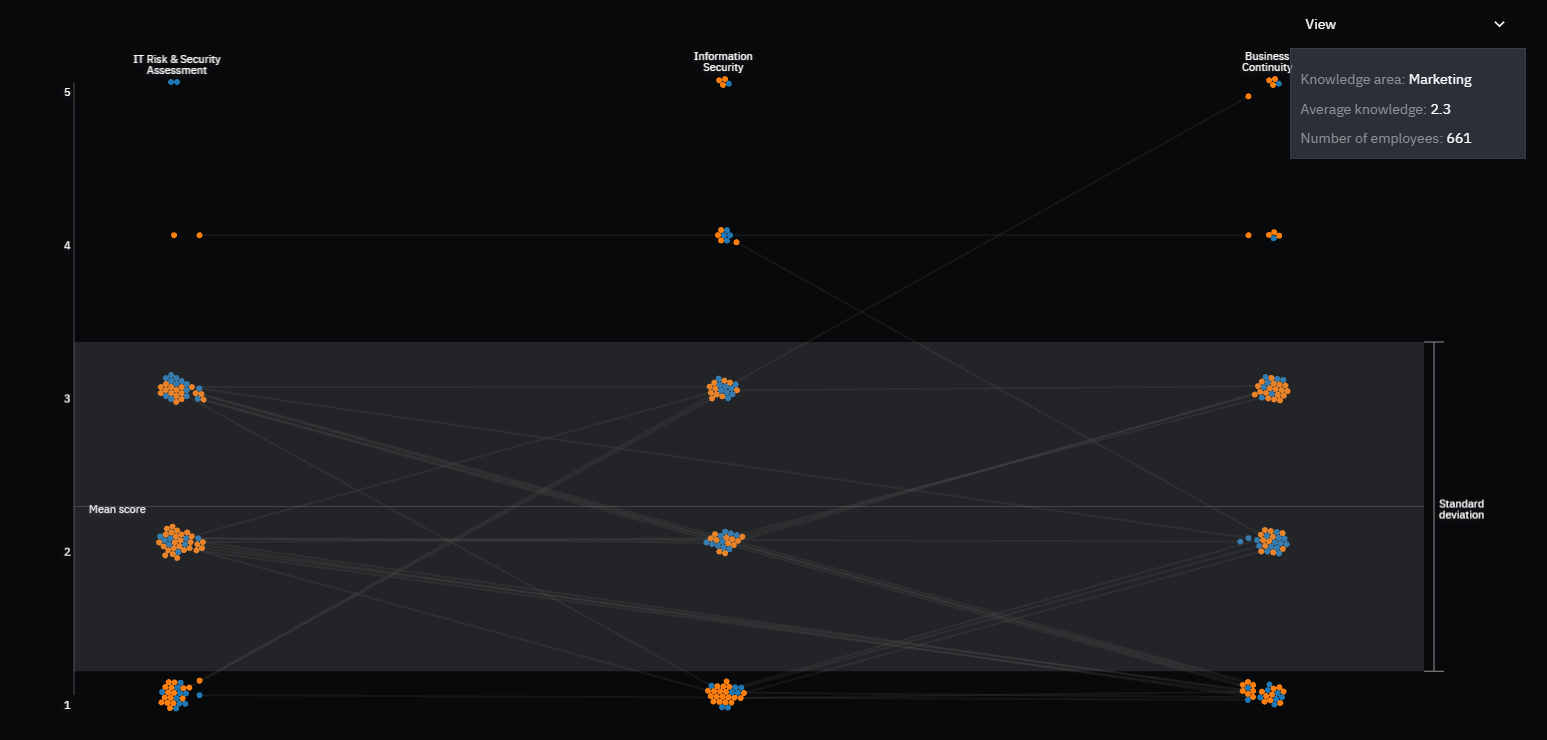 View
IT Risk & Security
Assessment
Information
Security
Business
Continuity
Knowledge area: Marketing
Average knowledge: 2.3
Number of employees: 661
5
4
3
Mean score
Standard
deviation
2
1